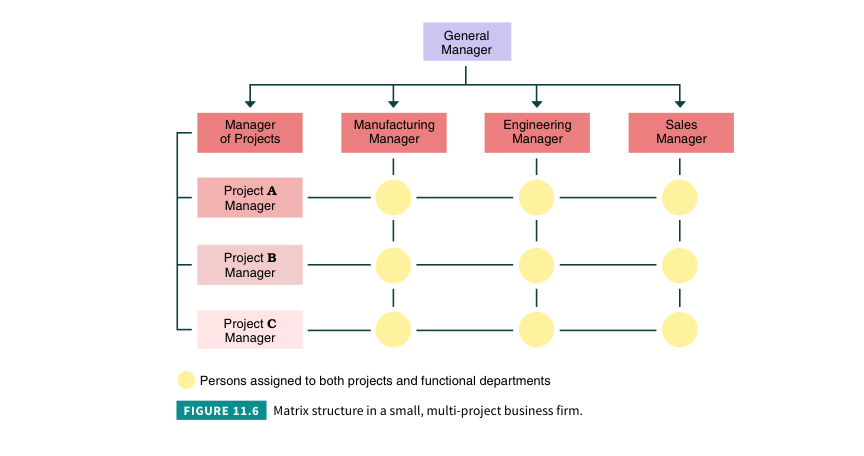 General
Manager
Manager
of Projects
Manufacturing
Manager
Engineering
Manager
Sales
Manager
Project A
Manager
Project B
Manager
Project C
Manager
Persons assigned to both projects and functional departments
FIGURE 11.6 Matrix structure in a small, multi-project business firm.